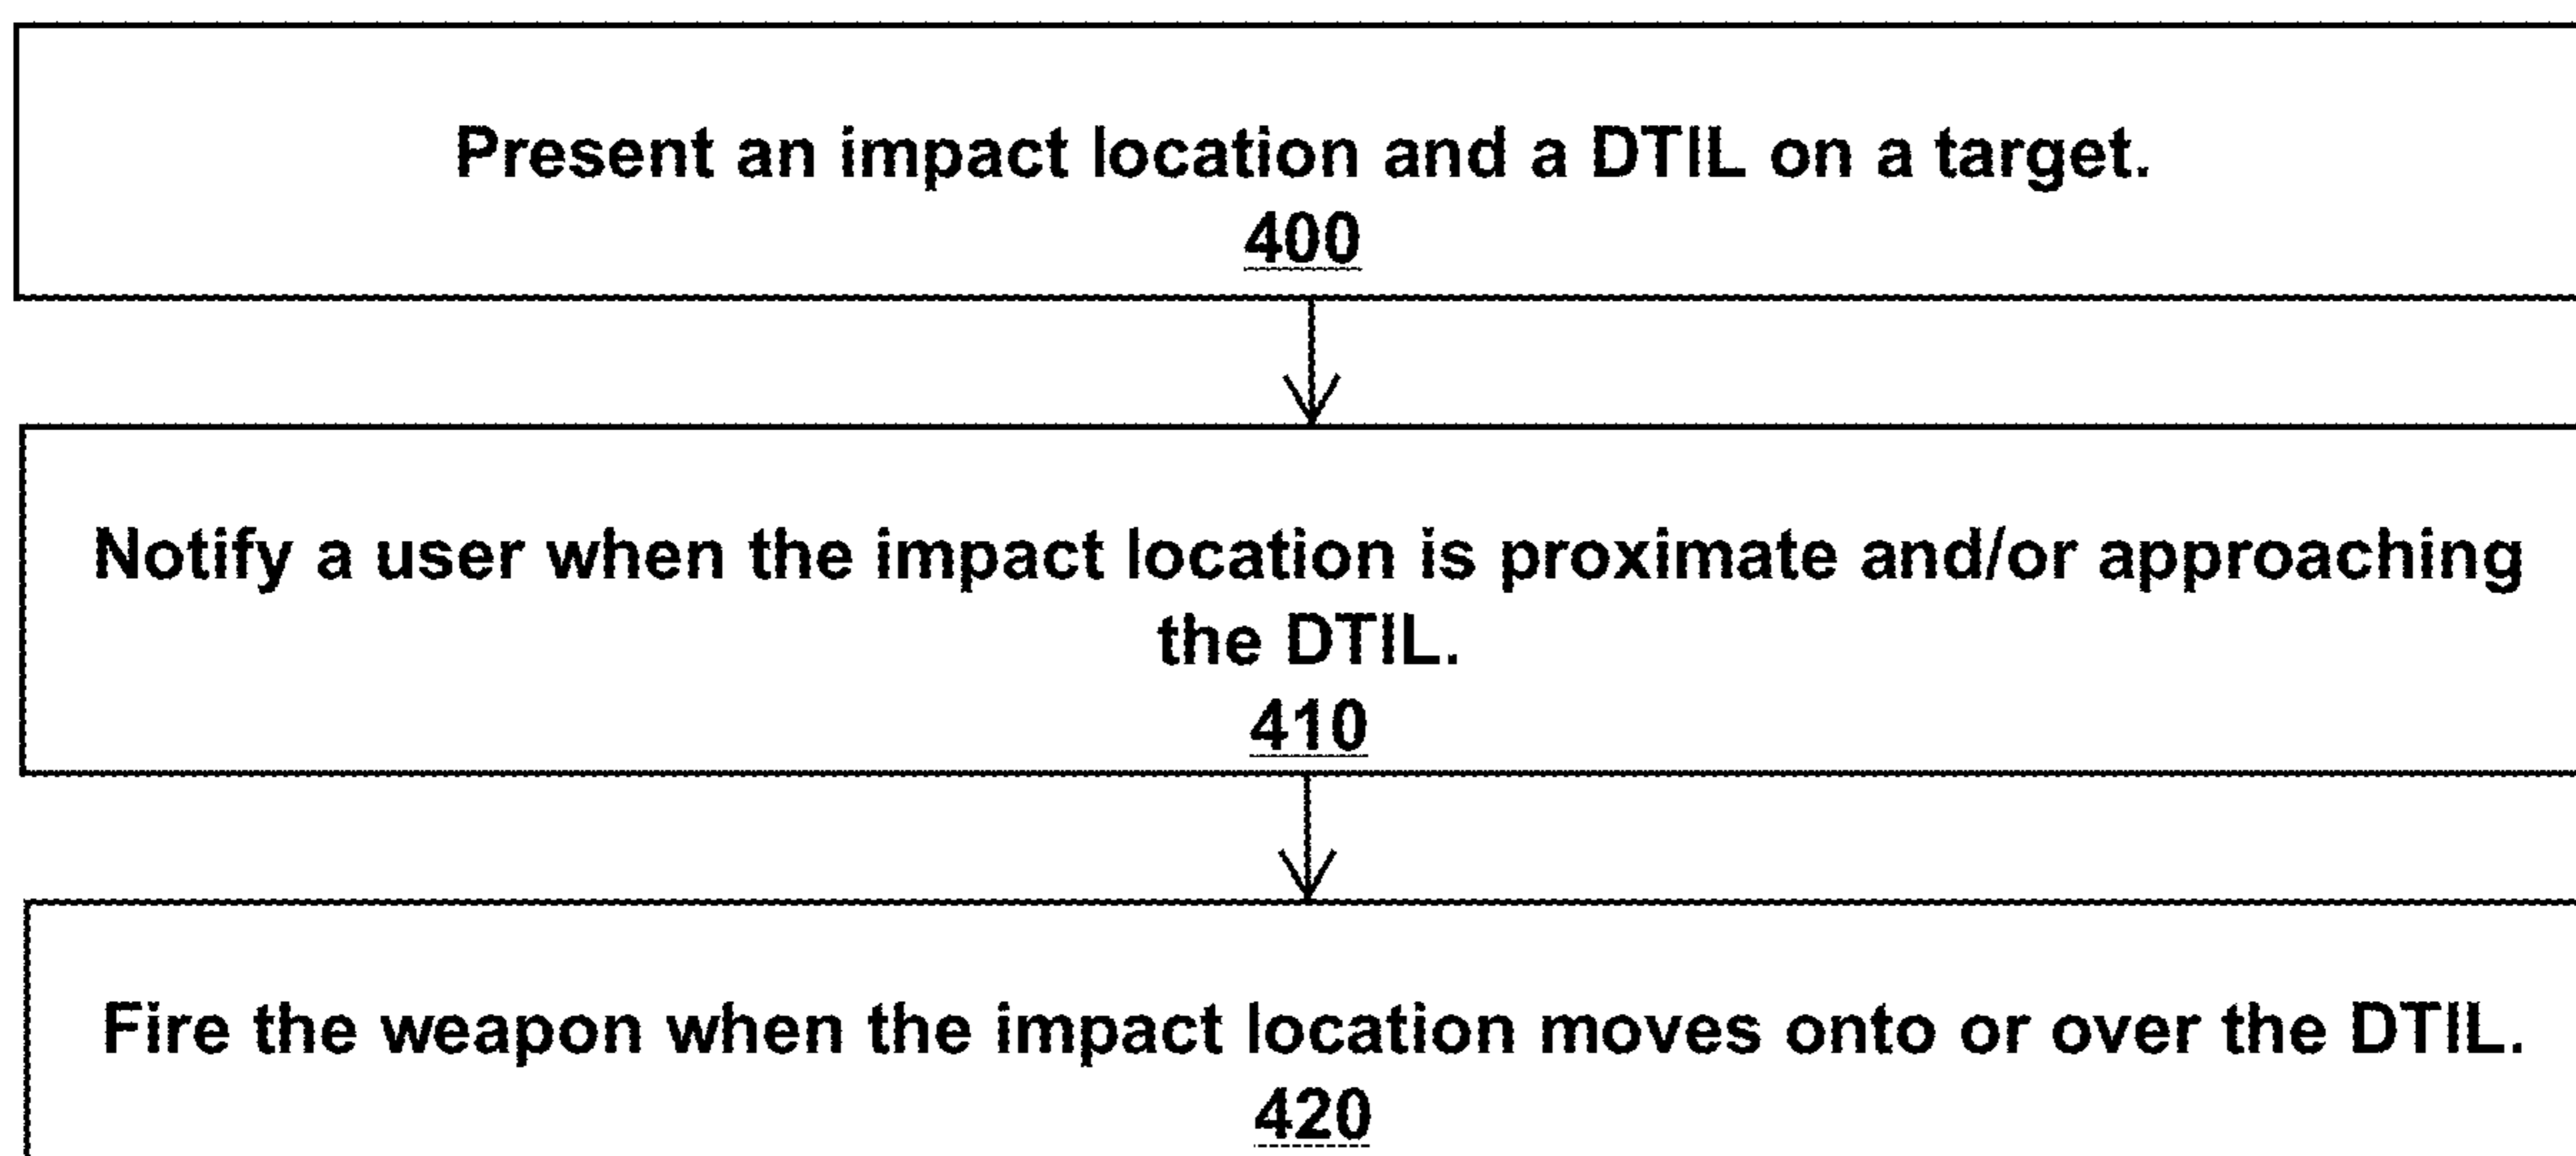 Present an impact location and a DTIL on a target.
400
Notify a user when the impact location is proximate and/or approaching
the DTIL.
410
Fire the weapon when the impact location moves onto or over the DTIL.
420